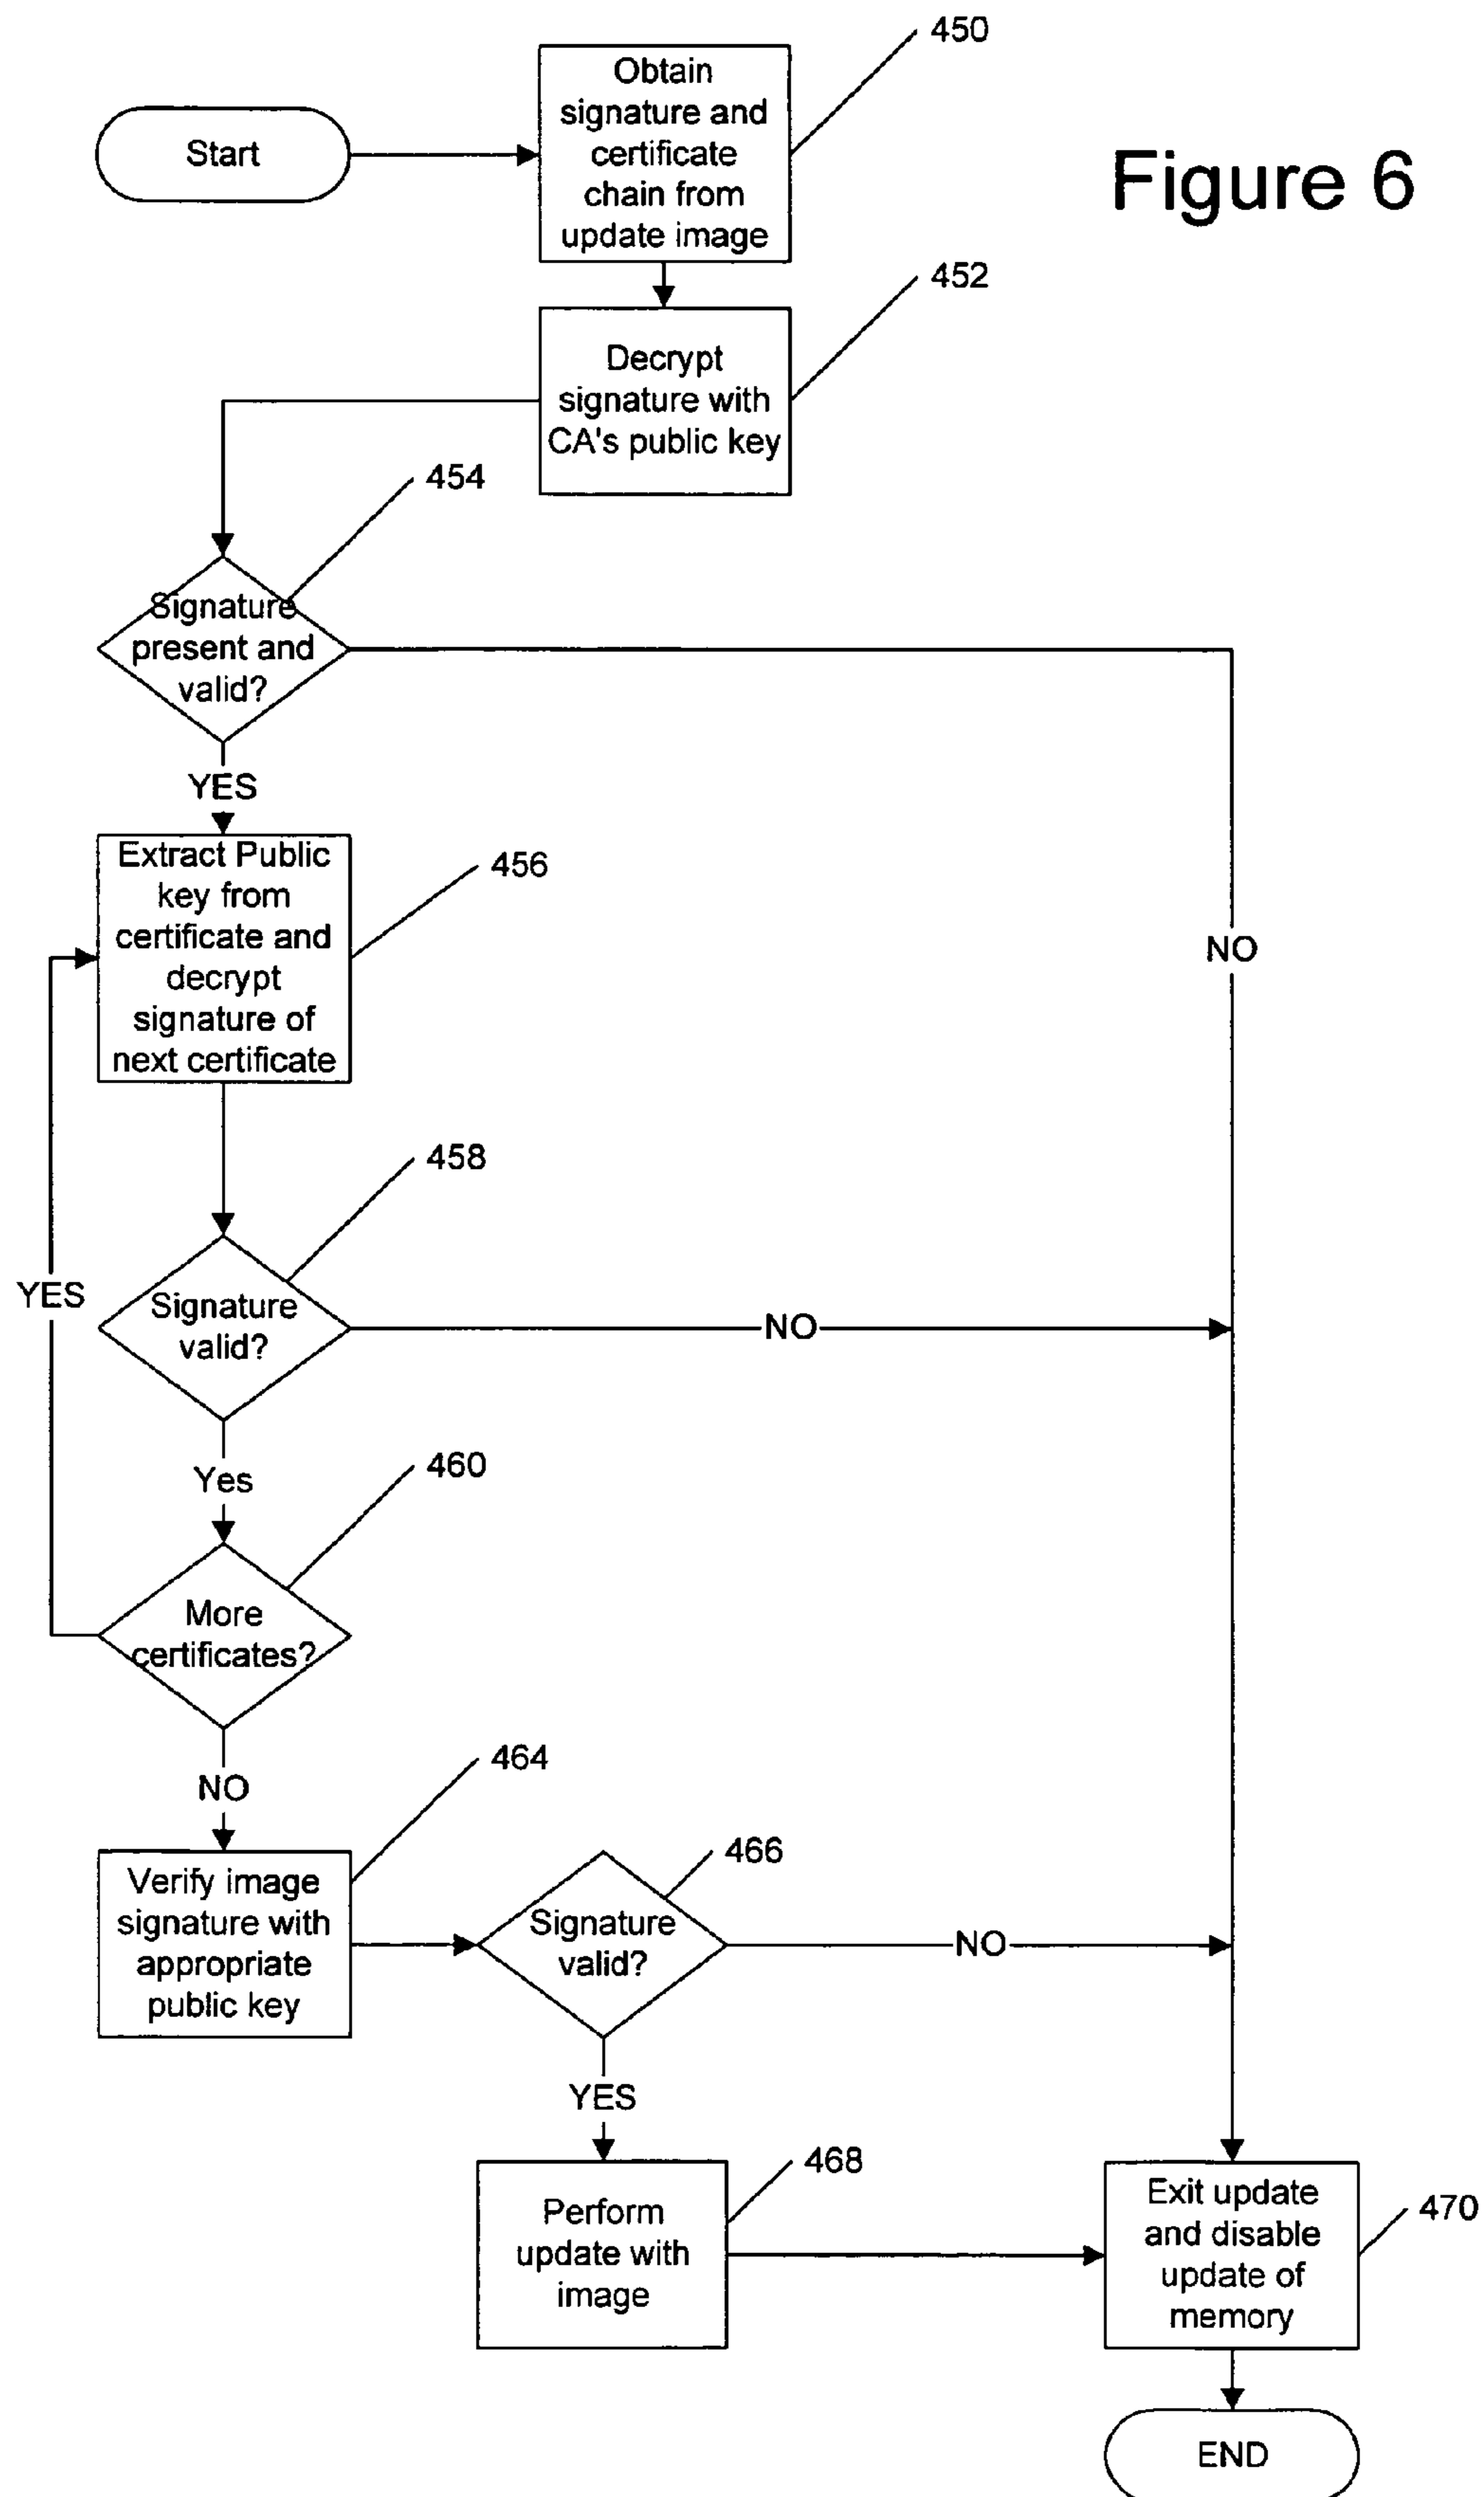 450
Obtain
signature and
certificate
chain from
update image
Start
Figure 6
452
Decrypt
signature with
CA's public key
454
Signature
present and
valid?
YES
Extract Public
key from
certificate and
decrypt
signature of
next certificate
456
NO
458
Signature
valid?
NO
YES
Yes
460
More
certificates?
NO
464
Verify image
signature with
appropriate
public key
466
Signature
valid?
NO
YES
468
Perform
update with
image
Exit update
and disable
update of
memory
470
END